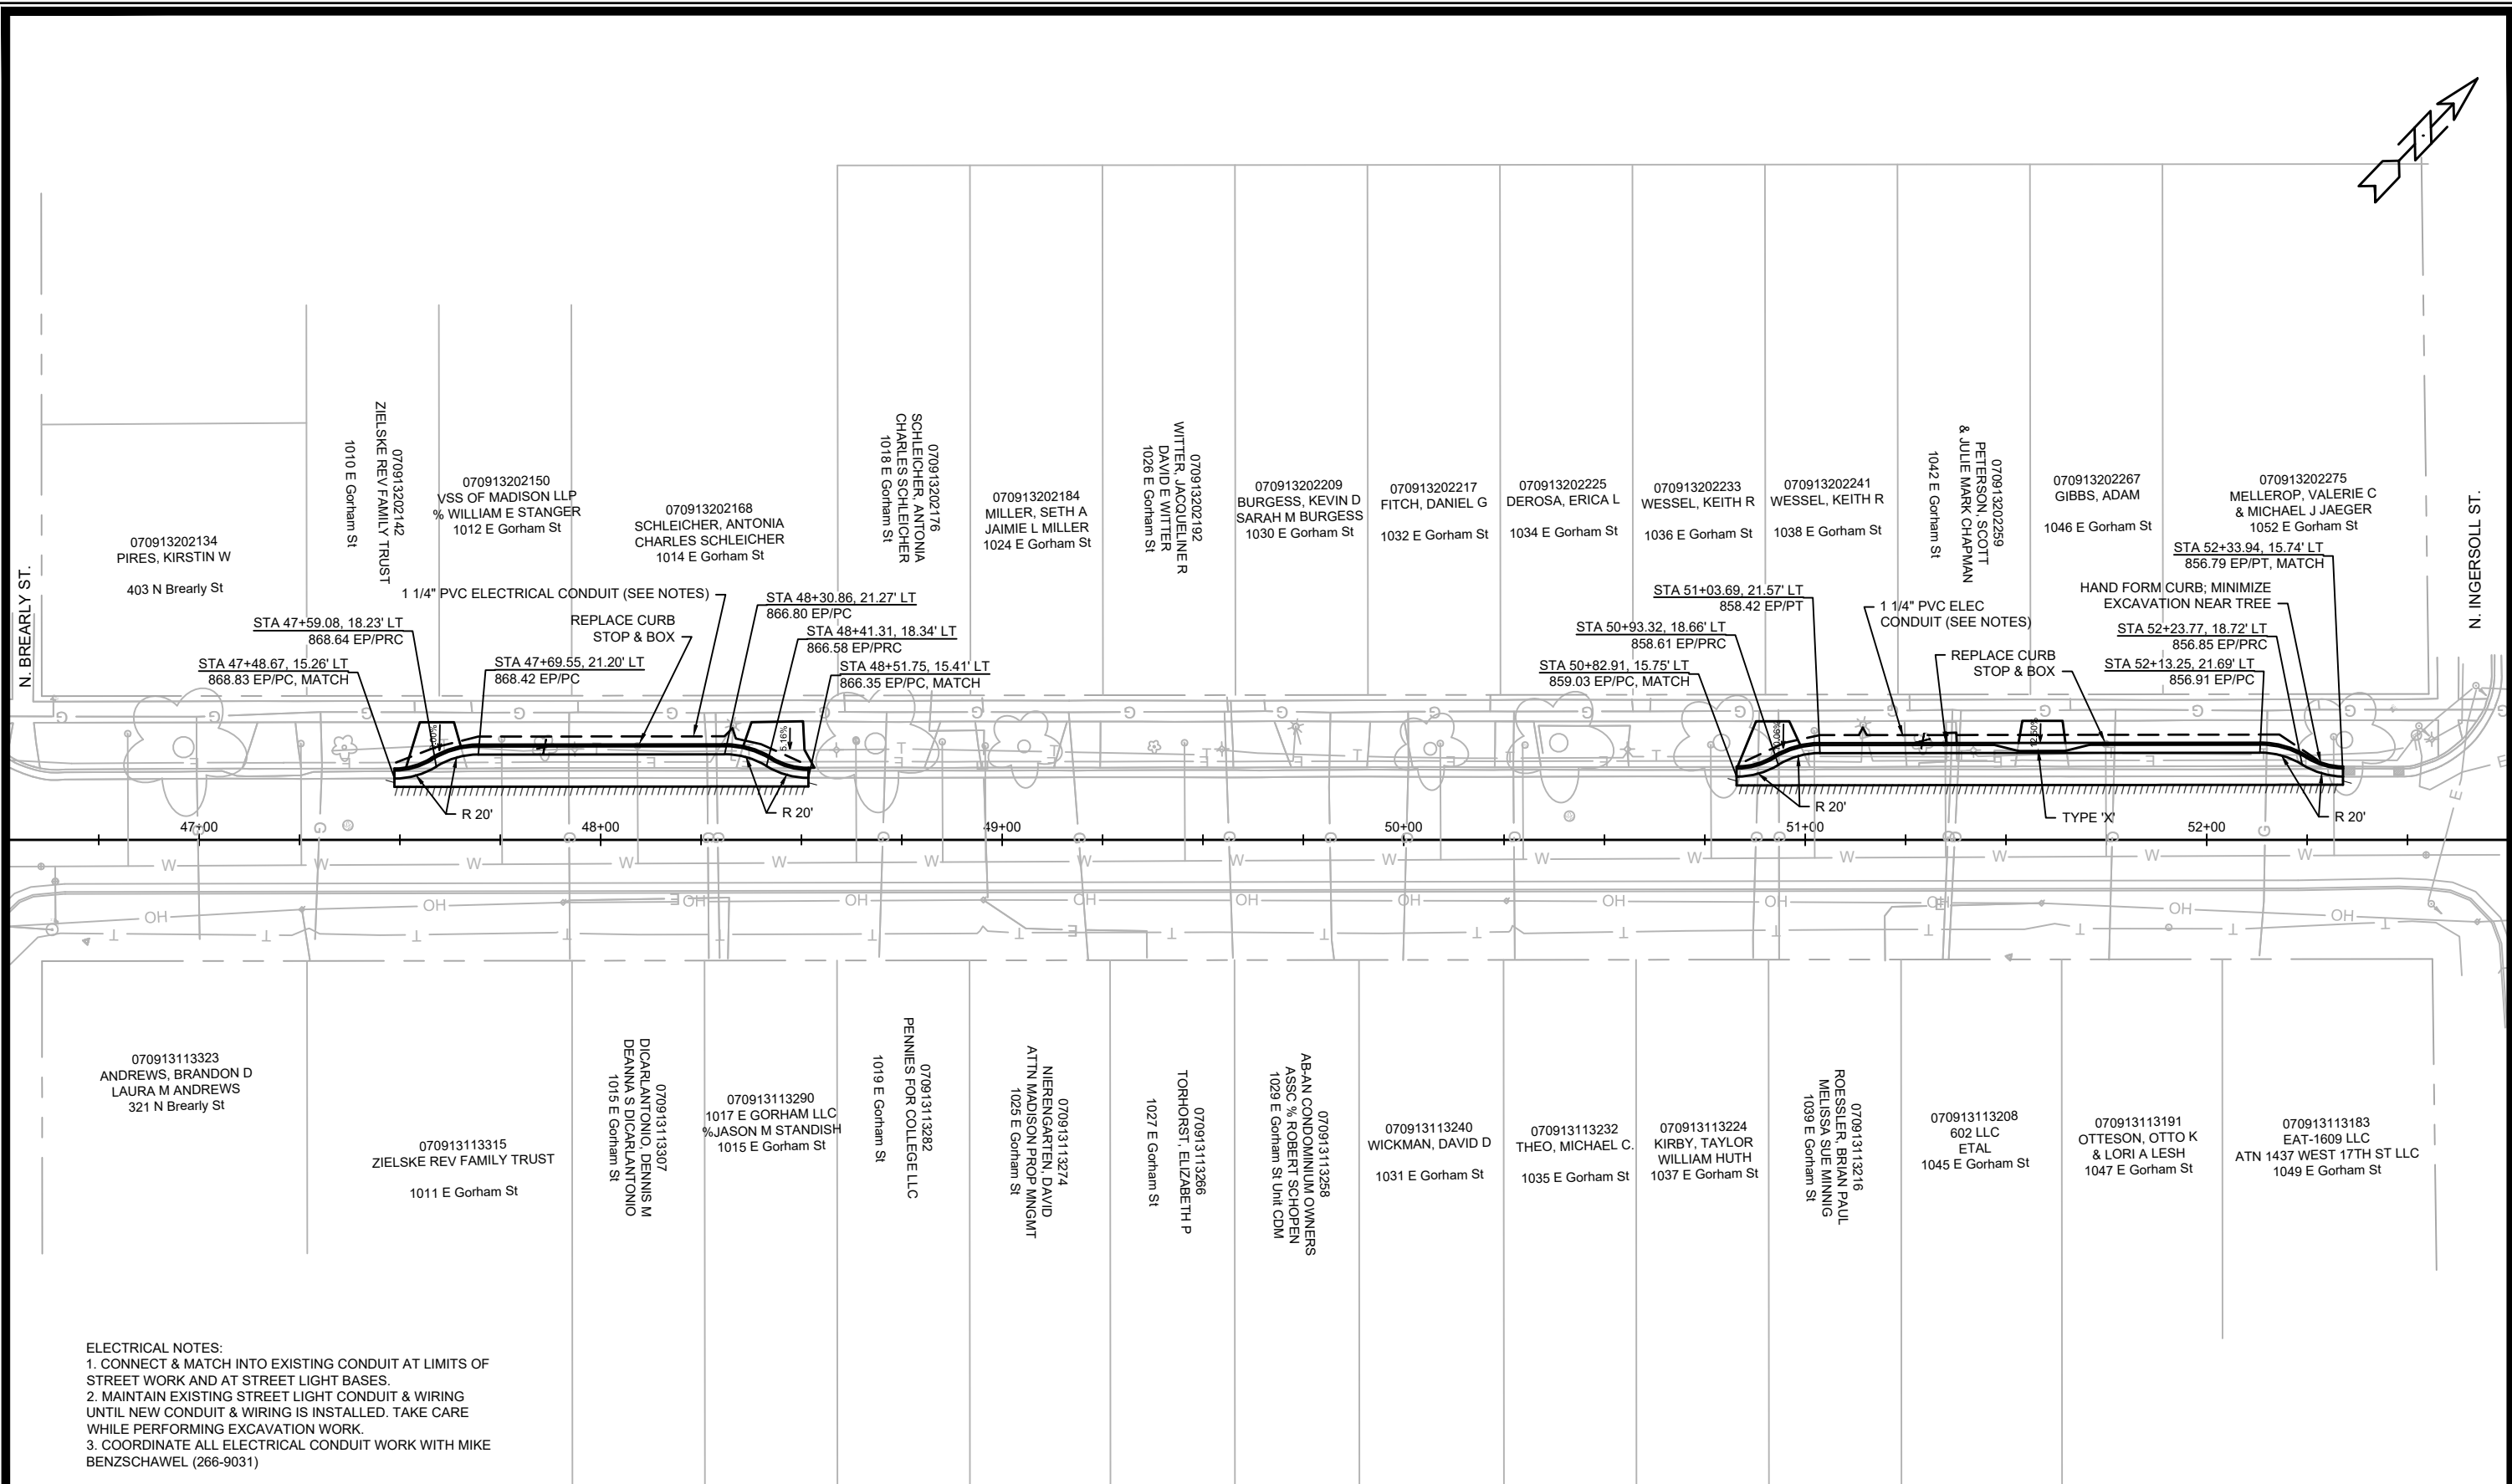 N. BREARLY ST.
070913202134
PIRES, KIRSTIN W
403 N Brearly St
070913202142
ZIELSKE REV FAMILY TRUST
1010 E Gorham St
070913202150
VSS OF MADISON LLP
% WILLIAM E STANGER
1012 E Gorham St
070913202168
SCHLEICHER, ANTONIA
CHARLES SCHLEICHER
1014 E Gorham St
070913202176
SCHLEICHER, ANTONIA
CHARLES SCHLEICHER
1018 E Gorham St
070913202184
MILLER, SETH A
JAIMIE L MILLER
1024 E Gorham St
070913202192
WITTER, JACQUELINE R
DAVID E WITTER
1026 E Gorham St
070913202209
BURGESS, KEVIN D
SARAH M BURGESS
1030 E Gorham St
070913202217
FITCH, DANIEL G
1032 E Gorham St
070913202225
DEROSA, ERICA L
1034 E Gorham St
070913202233
WESSEL, KEITH R
1036 E Gorham St
070913202241
WESSEL, KEITH R
1038 E Gorham St
070913202259
PETERSON, SCOTT
& JULIE MARK CHAPMAN
1042 E Gorham St
070913202267
GIBBS, ADAM
1046 E Gorham St
070913202275
MELLEROP, VALERIE C
& MICHAEL J JAEGER
1052 E Gorham St
N. INGERSOLL ST.
STA 47+48.67, 15.26' LT
868.83 EP/PC, MATCH
STA 47+59.08, 18.23' LT
868.64 EP/PRC
STA 47+69.55, 21.20' LT
868.42 EP/PC
1 1/4" PVC ELECTRICAL CONDUIT (SEE NOTES)
REPLACE CURB
STOP & BOX
STA 48+30.86, 21.27' LT
866.80 EP/PC
STA 48+41.31, 18.34' LT
866.58 EP/PRC
STA 48+51.75, 15.41' LT
866.35 EP/PC, MATCH
STA 50+82.91, 15.75' LT
859.03 EP/PC, MATCH
STA 50+93.32, 18.66' LT
858.61 EP/PRC
STA 51+03.69, 21.57' LT
858.42 EP/PT
1 1/4" PVC ELEC
CONDUIT (SEE NOTES)
REPLACE CURB
STOP & BOX
STA 52+33.94, 15.74' LT
856.79 EP/PT, MATCH
HAND FORM CURB; MINIMIZE
EXCAVATION NEAR TREE
STA 52+23.77, 18.72' LT
856.85 EP/PRC
STA 52+13.25, 21.69' LT
856.91 EP/PC
5.16%
12.50%
R 20'
R 20'
R 20'
TYPE 'X'
R 20'
47+00
48+00
49+00
50+00
51+00
52+00
G G G G G G G G G G G G G G G
E E E E E E
T T T T T T
W W W W W W W W W W W W W W W
OH OH OH OH OH OH OH OH OH OH OH
T T T T T T T T T T T T T T T T
070913113323
ANDREWS, BRANDON D
LAURA M ANDREWS
321 N Brearly St
070913113315
ZIELSKE REV FAMILY TRUST
1011 E Gorham St
070913113307
DICARLANTONIO, DENNIS M
DEANNA S DICARLANTONIO
1015 E Gorham St
070913113290
1017 E GORHAM LLC
%JASON M STANDISH
1015 E Gorham St
070913113282
PENNIES FOR COLLEGE LLC
1019 E Gorham St
070913113274
NIERENGARTEN, DAVID
ATTN MADISON PROP MNGMT
1025 E Gorham St
070913113266
TORHORST, ELIZABETH P
1027 E Gorham St
070913113258
AB-AN CONDOMINIUM OWNERS
ASSC % ROBERT SCHOPEN
1029 E Gorham St Unit CDM
070913113240
WICKMAN, DAVID D
1031 E Gorham St
070913113232
THEO, MICHAEL C.
1035 E Gorham St
070913113224
KIRBY, TAYLOR
WILLIAM HUTH
1037 E Gorham St
070913113216
ROESSLER, BRIAN PAUL
MELISSA SUE MINNIG
1039 E Gorham St
070913113208
602 LLC
ETAL
1045 E Gorham St
070913113191
OTTESON, OTTO K
& LORI A LESH
1047 E Gorham St
070913113183
EAT-1609 LLC
ATN 1437 WEST 17TH ST LLC
1049 E Gorham St
ELECTRICAL NOTES:
1. CONNECT & MATCH INTO EXISTING CONDUIT AT LIMITS OF
STREET WORK AND AT STREET LIGHT BASES.
2. MAINTAIN EXISTING STREET LIGHT CONDUIT & WIRING
UNTIL NEW CONDUIT & WIRING IS INSTALLED. TAKE CARE
WHILE PERFORMING EXCAVATION WORK.
3. COORDINATE ALL ELECTRICAL CONDUIT WORK WITH MIKE
BENZSCHAWEL (266-9031)